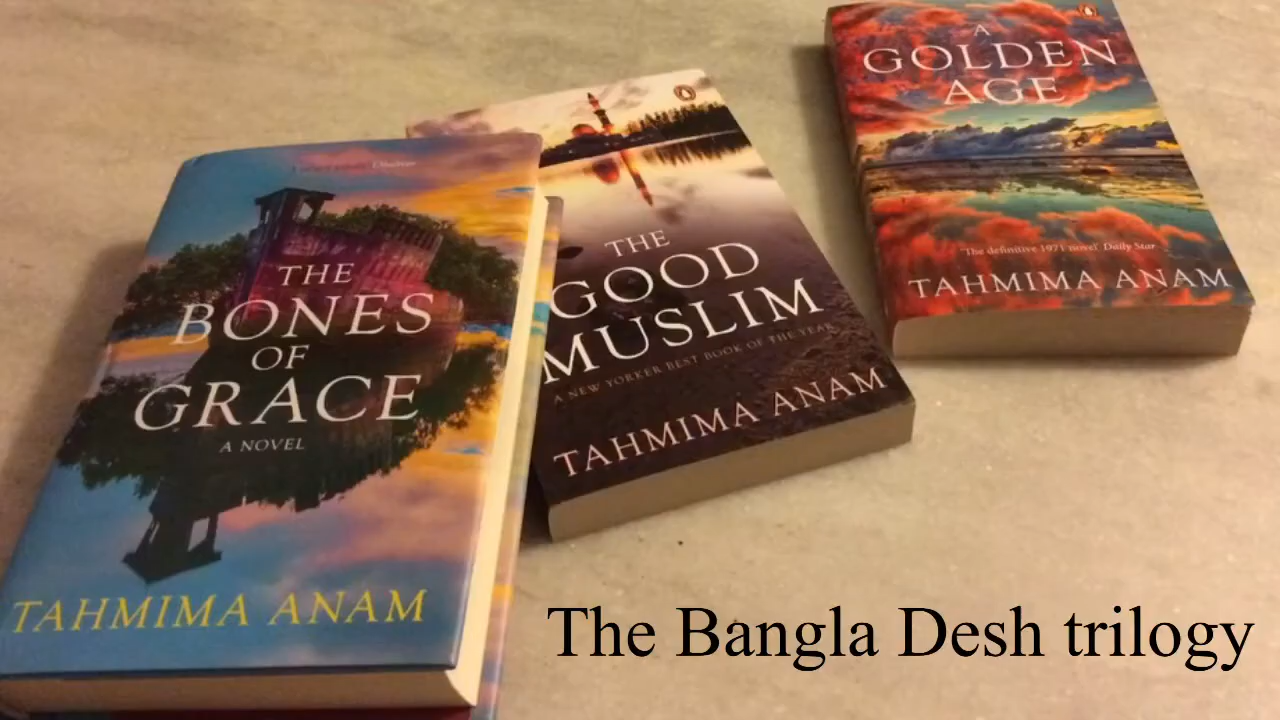 A
GOLDEN
AGE
"The definitive 1971 novel" Daily Star
TAHMIMA ANAM
THE
GOOD
MUSLIM
A NEW YORKER BEST BOOK OF THE YEAR
TAHMIMA ANAM
Observer
THE
BONES
OF
GRACE
A NOVEL
TAHMIMA ANAM
The Bangla Desh trilogy